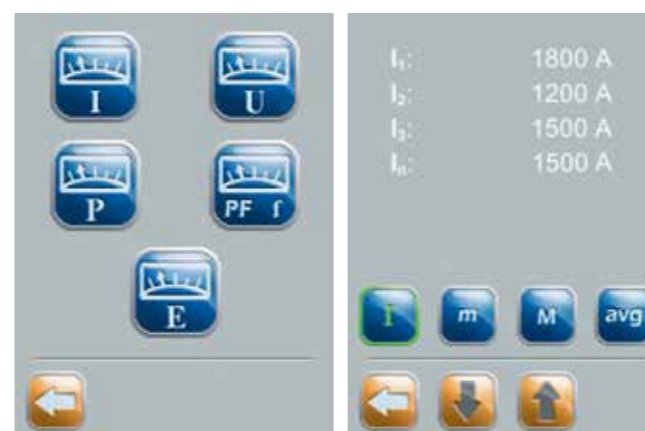 I U
P PF f
E
I₁: 1800 A
I₂: 1200 A
I₃: 1500 A
Iₙ: 1500 A
I m M avg